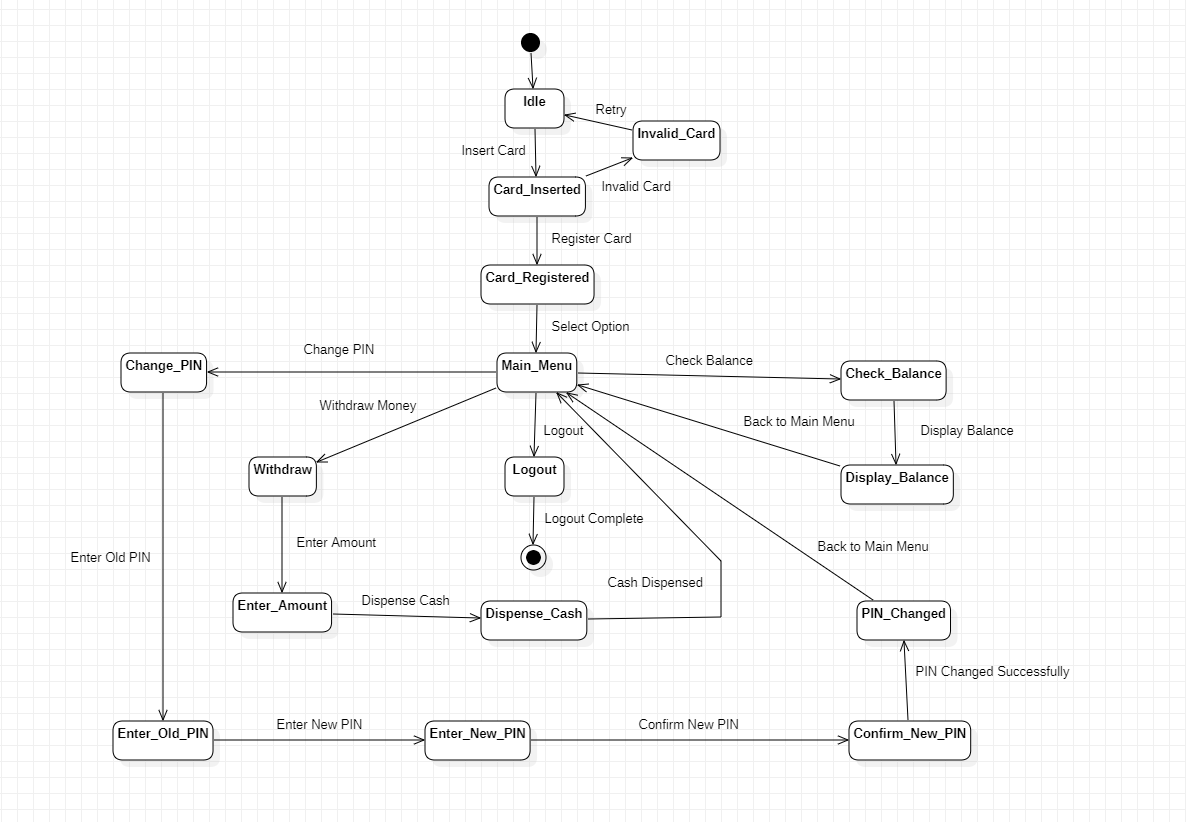 Idle
Retry
Invalid_Card
Insert Card
Invalid Card
Card_Inserted
Register Card
Card_Registered
Select Option
Change PIN
Main_Menu
Check Balance
Change_PIN
Check_Balance
Withdraw Money
Logout
Back to Main Menu
Display Balance
Withdraw
Logout
Display_Balance
Logout Complete
Enter Amount
Back to Main Menu
Enter Old PIN
Cash Dispensed
Enter_Amount
Dispense Cash
Dispense_Cash
PIN_Changed
PIN Changed Successfully
Enter_Old_PIN
Enter New PIN
Enter_New_PIN
Confirm New PIN
Confirm_New_PIN